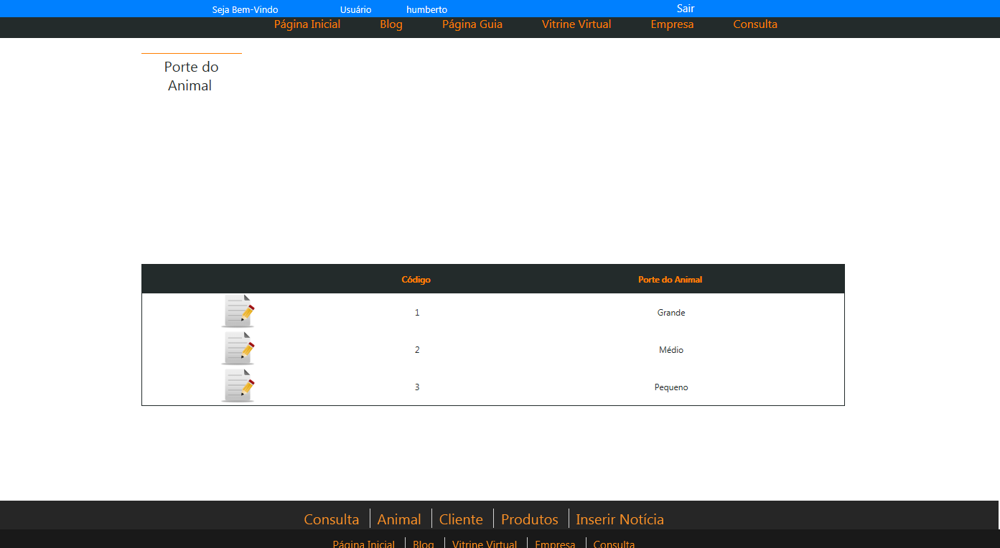 Seja Bem-Vindo Usuário humberto Sair
Página Inicial Blog Página Guia Vitrine Virtual Empresa Consulta
Porte do
Animal
Código Porte do Animal
1 Grande
2 Médio
3 Pequeno
Consulta Animal Cliente Produtos Inserir Notícia
Página Inicial Blog Vitrine Virtual Empresa Consulta